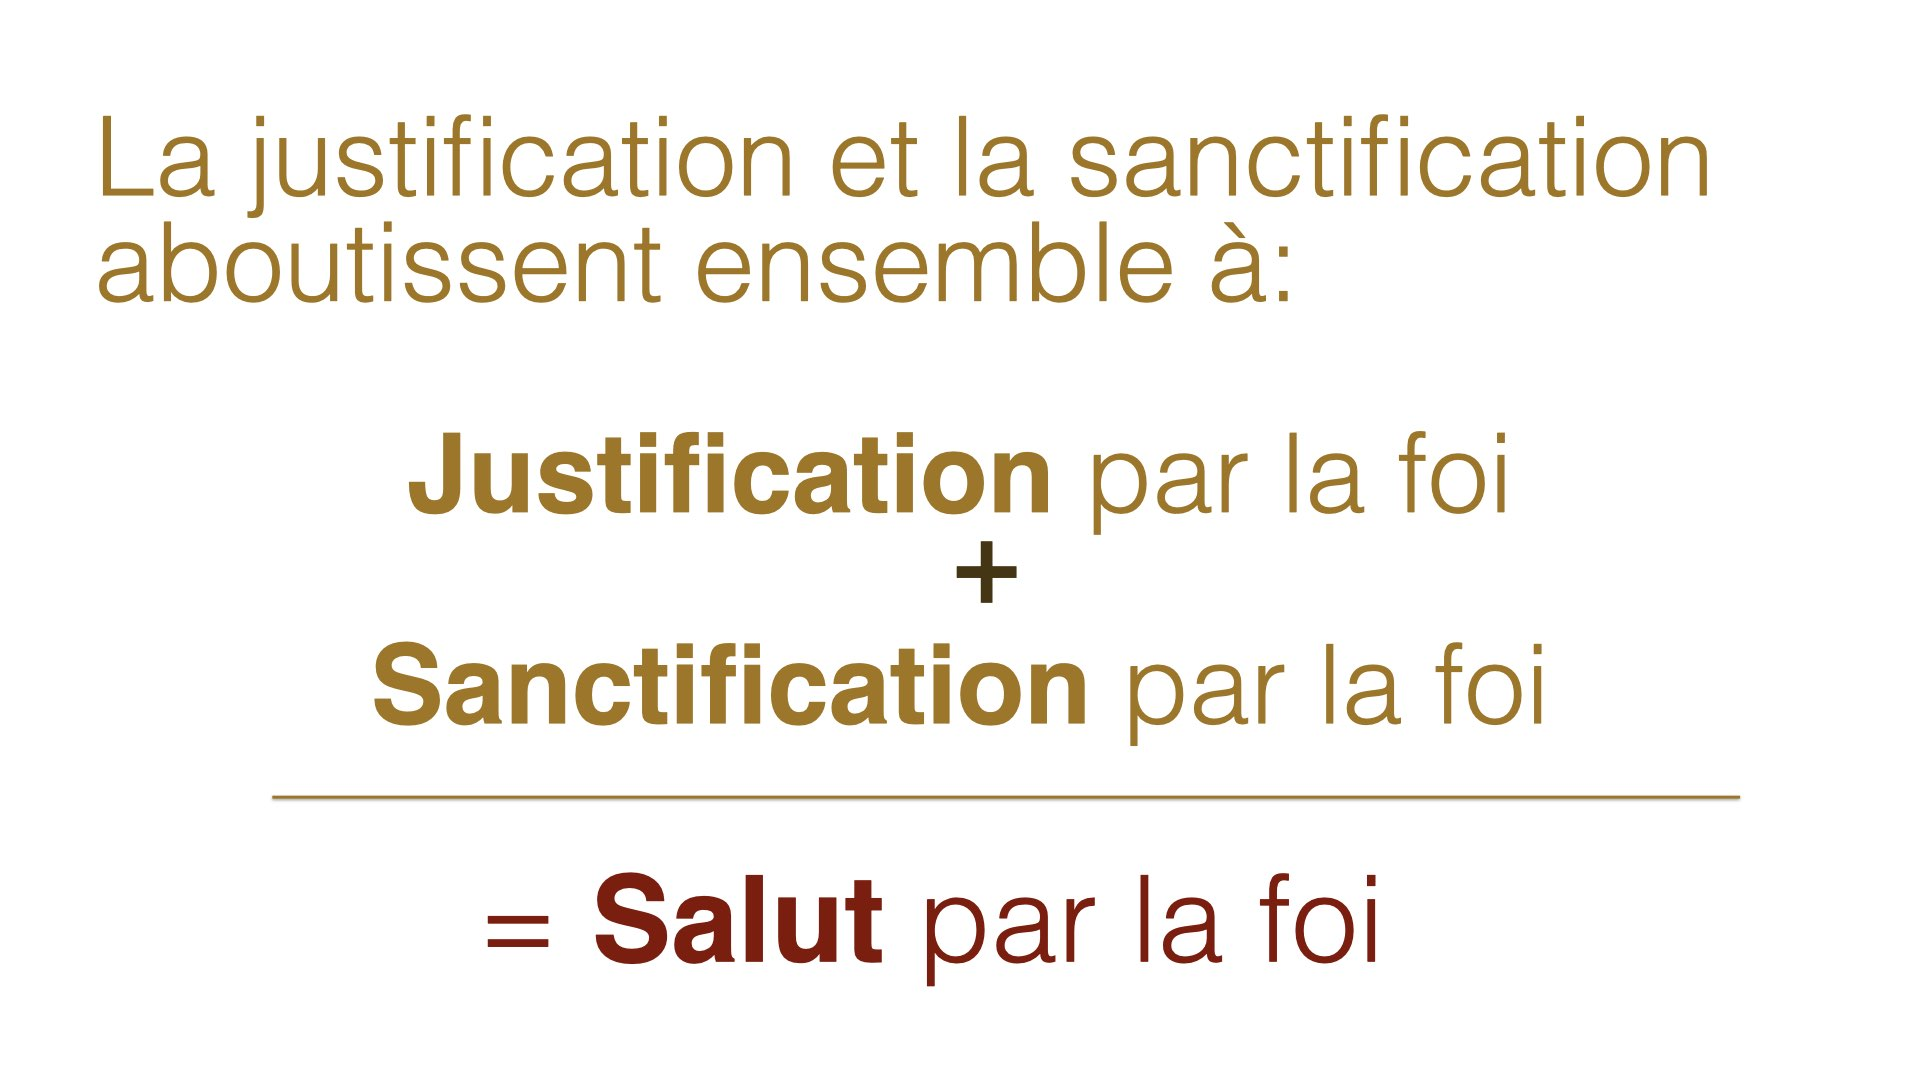 La justification et la sanctification
aboutissent ensemble à:
Justification par la foi
+
Sanctification par la foi
= Salut par la foi